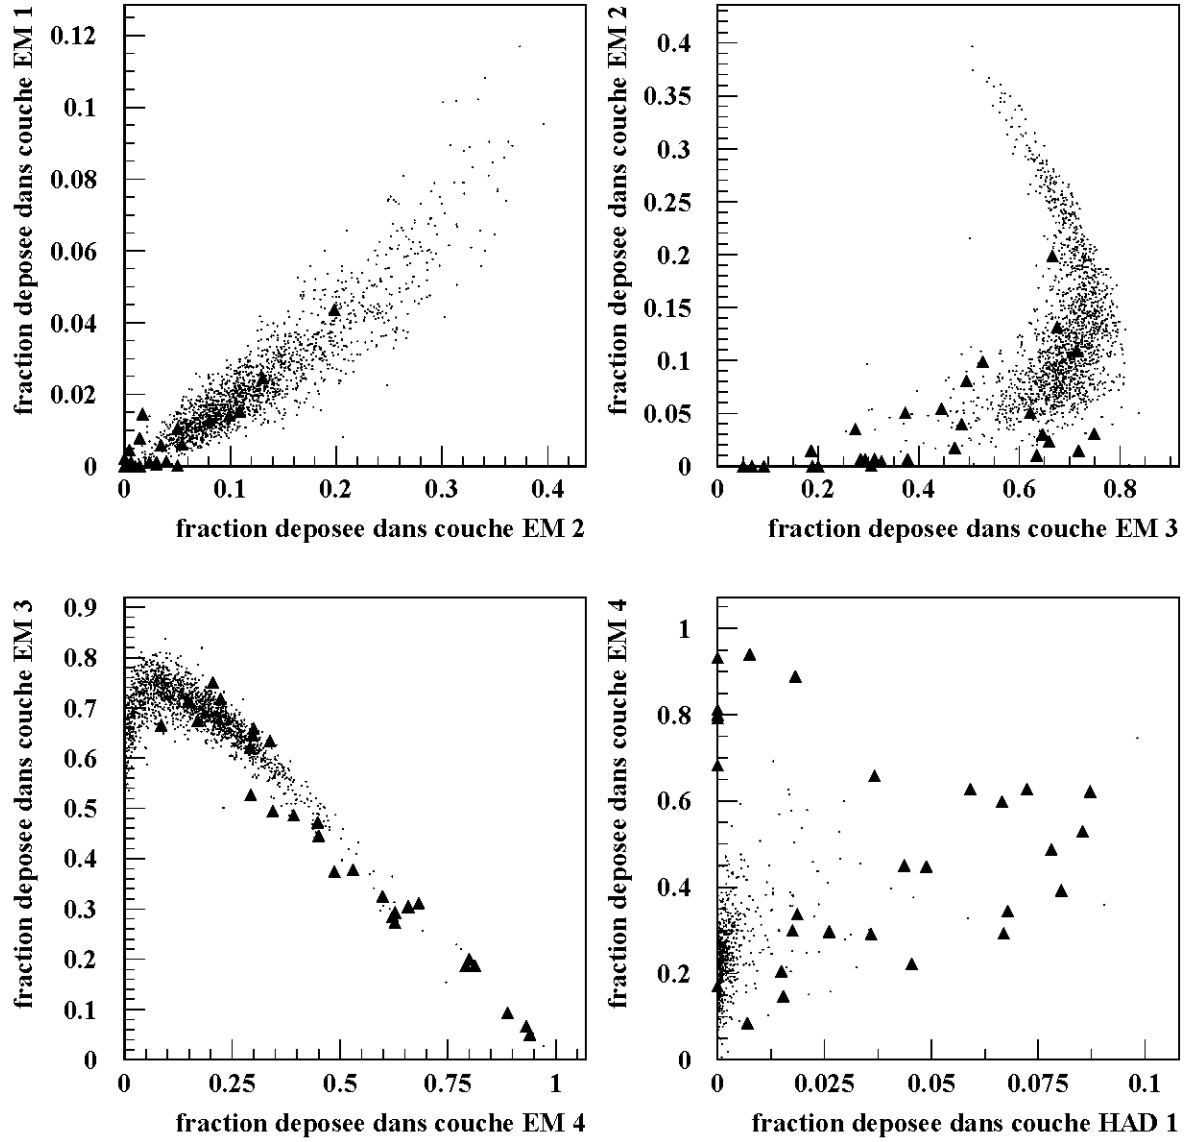 fraction deposee dans couche EM 1
0.12
0.1
0.08
0.06
0.04
0.02
0
0 0.1 0.2 0.3 0.4
fraction deposee dans couche EM 2
fraction deposee dans couche EM 2
0.4
0.35
0.3
0.25
0.2
0.15
0.1
0.05
0
0 0.2 0.4 0.6 0.8
fraction deposee dans couche EM 3
fraction deposee dans couche EM 3
0.9
0.8
0.7
0.6
0.5
0.4
0.3
0.2
0.1
0
0 0.25 0.5 0.75 1
fraction deposee dans couche EM 4
fraction deposee dans couche EM 4
1
0.8
0.6
0.4
0.2
0
0 0.025 0.05 0.075 0.1
fraction deposee dans couche HAD 1